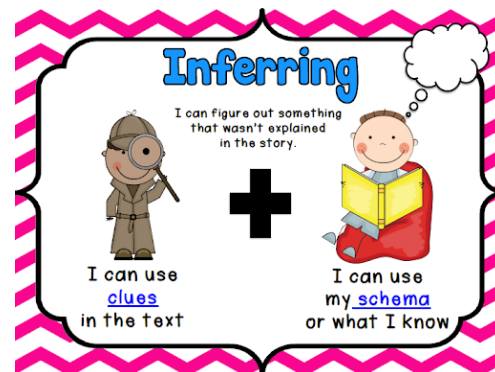 Inferring
I can figure out something
that wasn't explained
in the story.
I can use
clues
in the text
I can use
my schema
or what I know